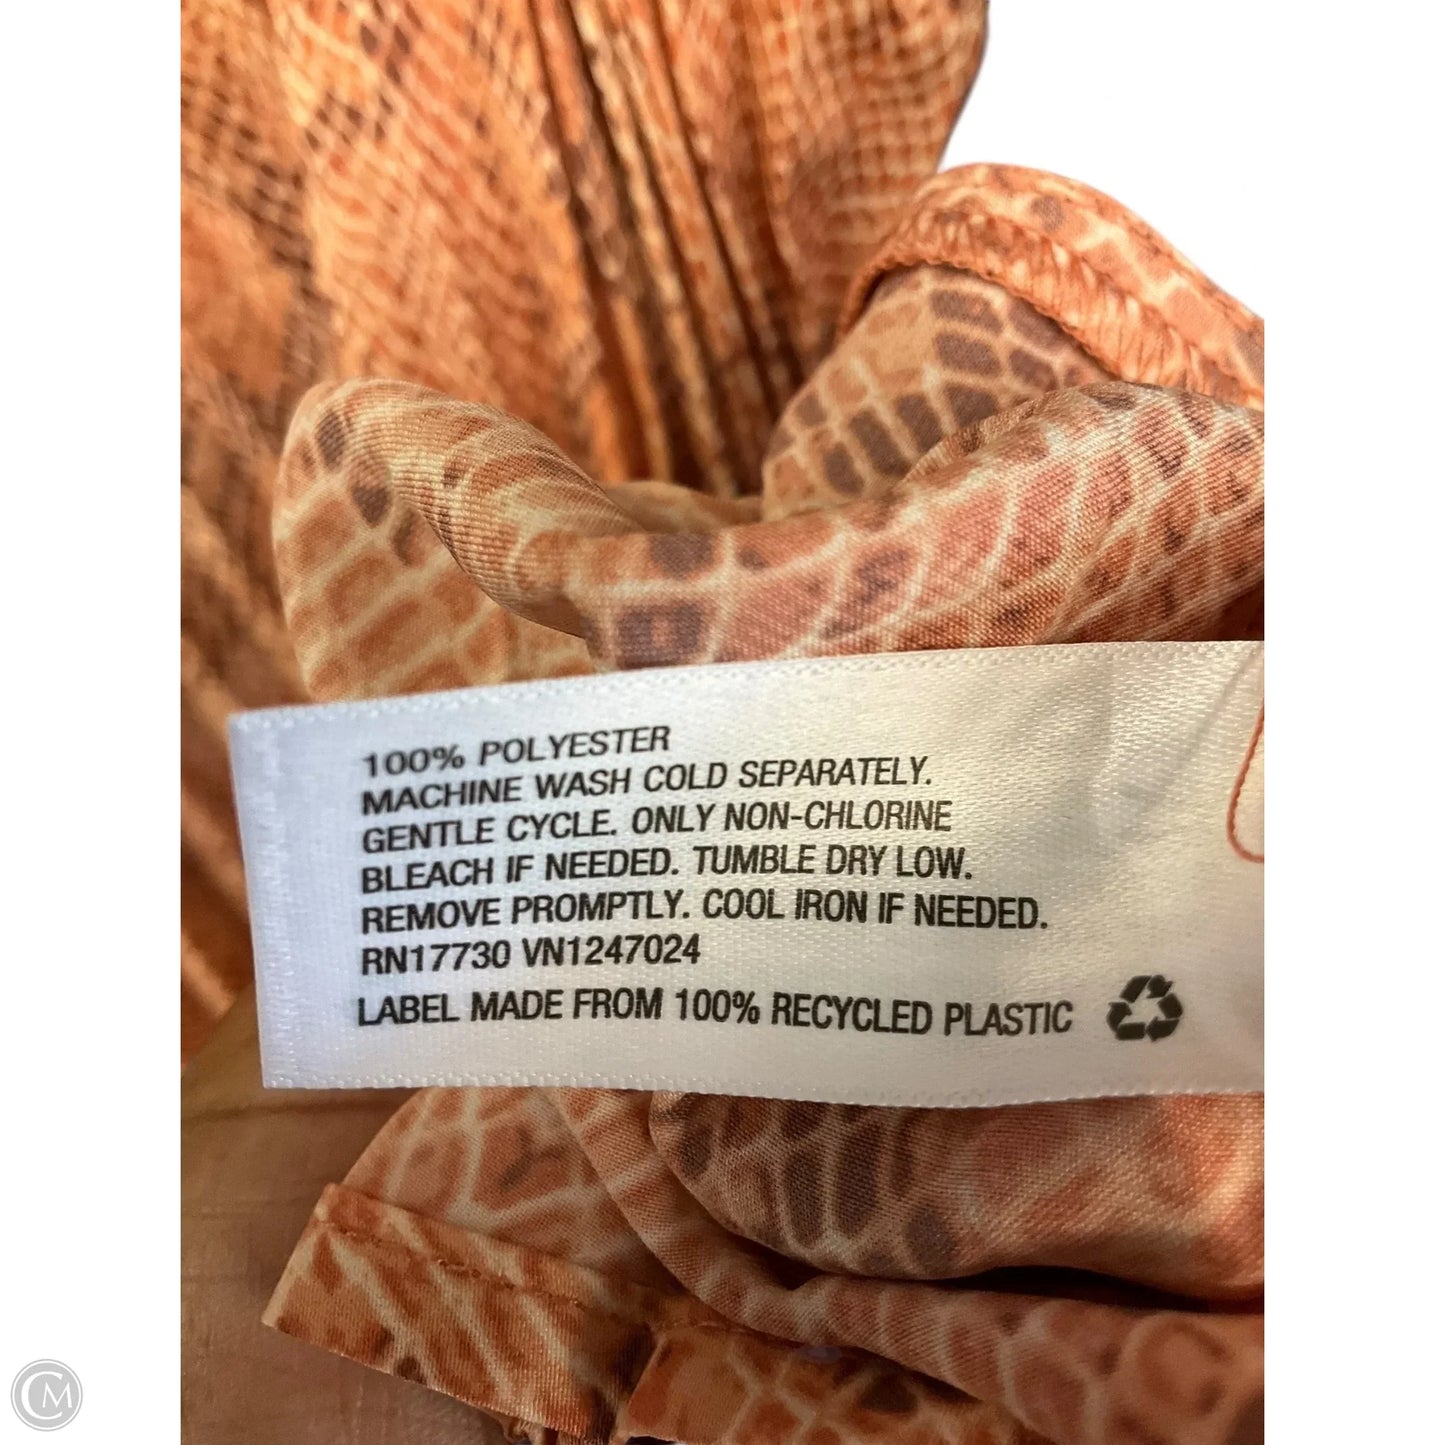 100% POLYESTER
MACHINE WASH COLD SEPARATELY.
GENTLE CYCLE. ONLY NON-CHLORINE
BLEACH IF NEEDED. TUMBLE DRY LOW.
REMOVE PROMPTLY. COOL IRON IF NEEDED.
RN17730 VN1247024
LABEL MADE FROM 100% RECYCLED PLASTIC
CM